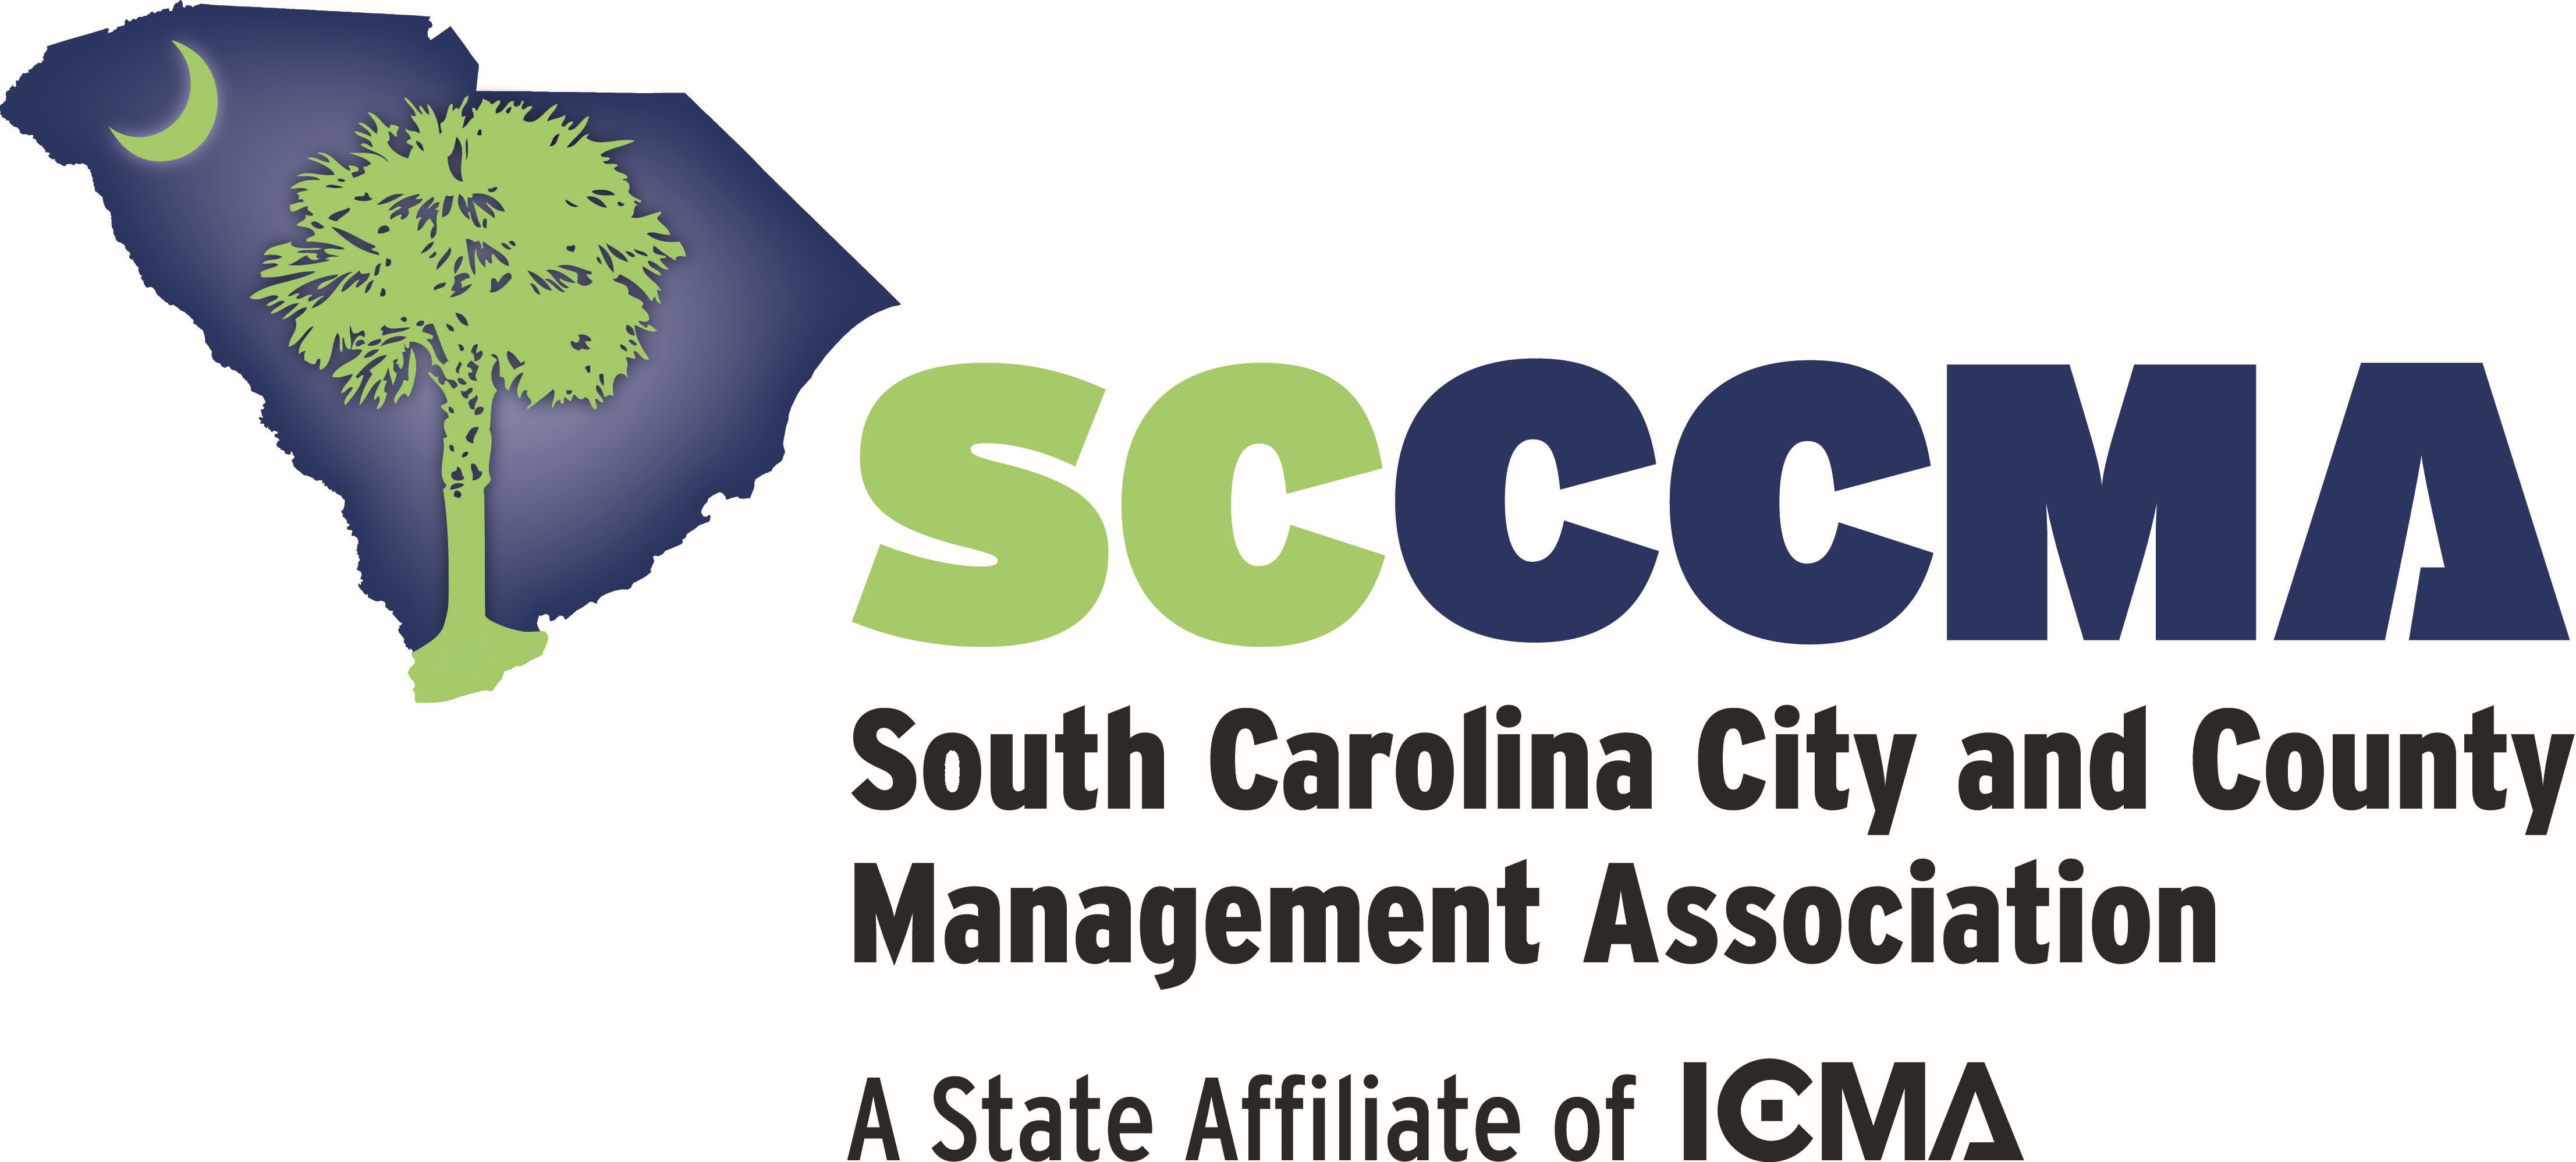 SCCCMA
South Carolina City and County
Management Association
A State Affiliate of ICMA